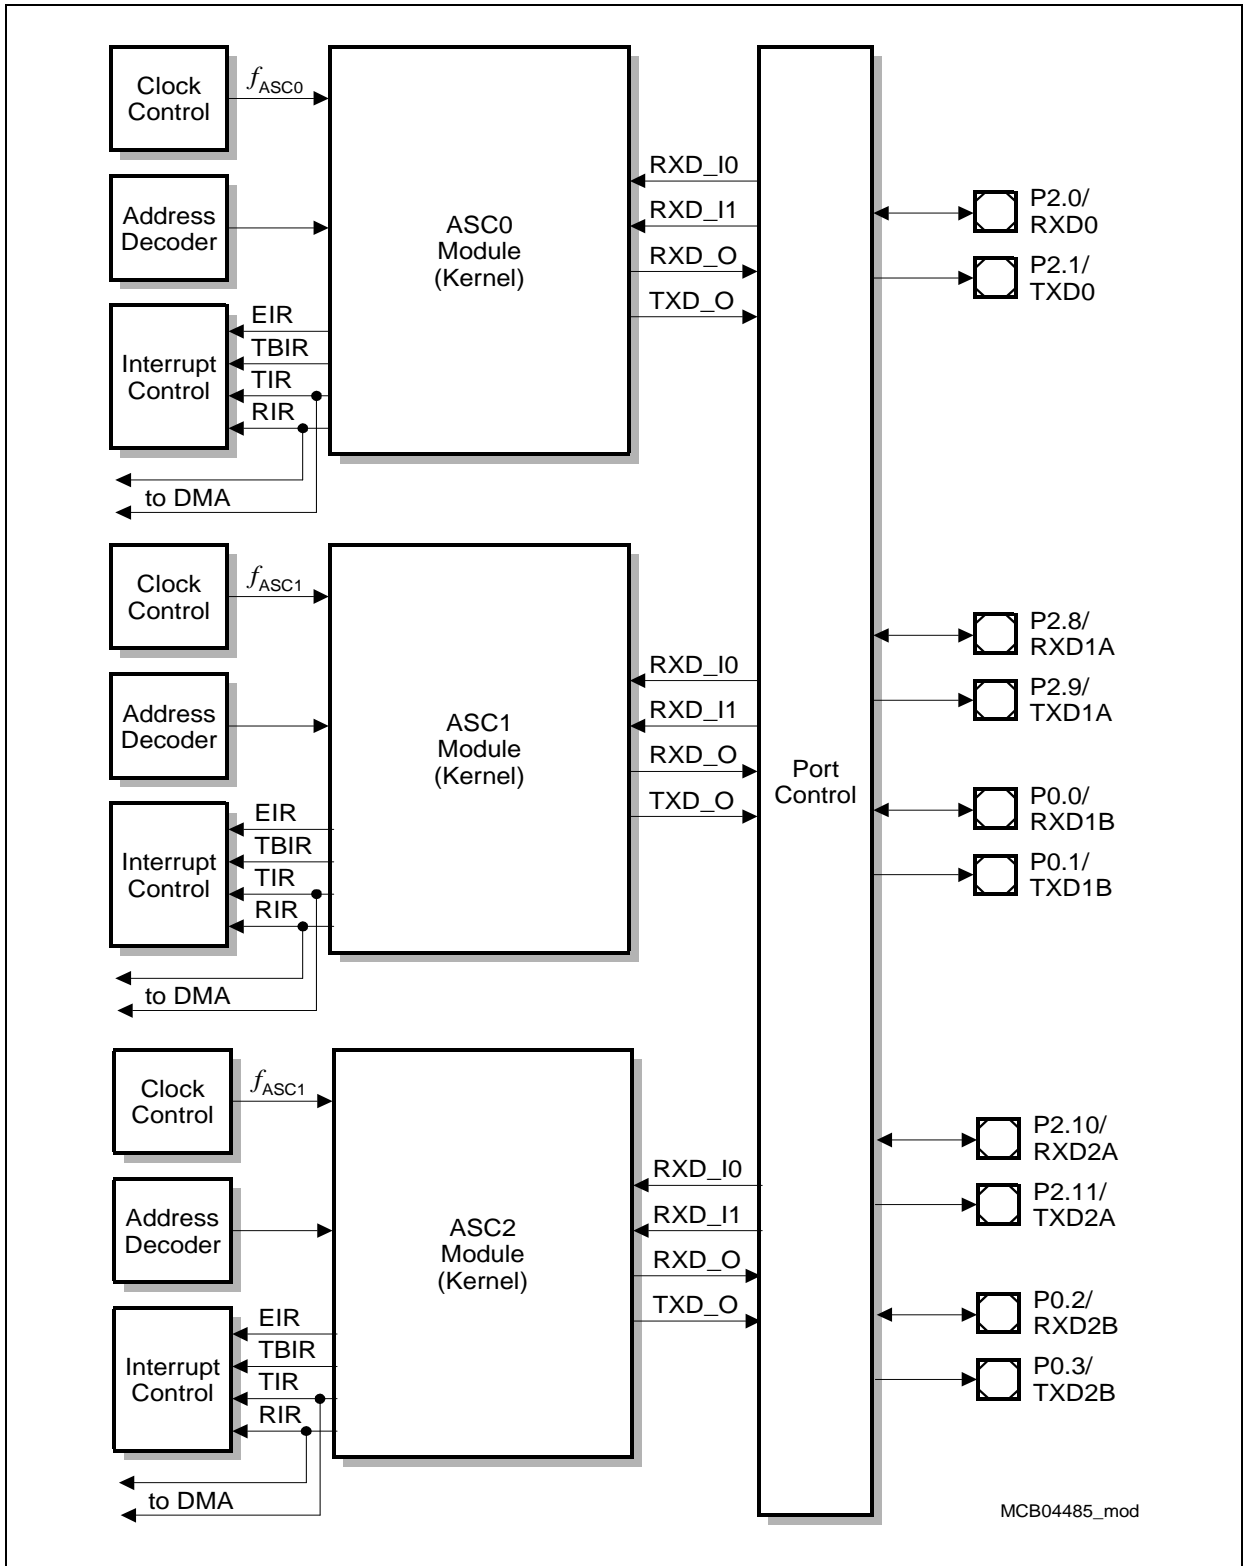 Clock
Control
fASC0
Address
Decoder
Interrupt
Control
EIR
TBIR
TIR
RIR
to DMA
ASC0
Module
(Kernel)
RXD_I0
RXD_I1
RXD_O
TXD_O
P2.0/
RXD0
P2.1/
TXD0
Clock
Control
fASC1
Address
Decoder
Interrupt
Control
EIR
TBIR
TIR
RIR
to DMA
ASC1
Module
(Kernel)
RXD_I0
RXD_I1
RXD_O
TXD_O
Port
Control
P2.8/
RXD1A
P2.9/
TXD1A
P0.0/
RXD1B
P0.1/
TXD1B
Clock
Control
fASC1
Address
Decoder
Interrupt
Control
EIR
TBIR
TIR
RIR
to DMA
ASC2
Module
(Kernel)
RXD_I0
RXD_I1
RXD_O
TXD_O
P2.10/
RXD2A
P2.11/
TXD2A
P0.2/
RXD2B
P0.3/
TXD2B
MCB04485_mod